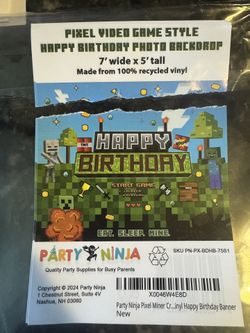 PIXEL VIDEO GAME STYLE
HAPPY BIRTHDAY PHOTO BACKDROP
7' wide x 5' tall
Made from 100% recycled vinyl
HAPPY
BIRTHDAY
START GAME
EAT. SLEEP. MINE.
PARTY NINJA
Quality Party Supplies for Busy Parents
SKU PN-PX-BDHB-7581
Copyright © 2024 Party Ninja
1 Chestnut Street, Suite 4V
Nashua, NH 03060
X0046W4E8D
Party Ninja Pixel Miner Cr...inyl Happy Birthday Banner
New